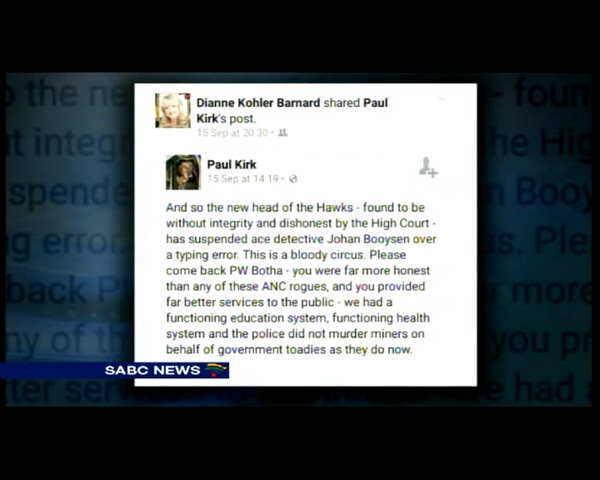 Dianne Kohler Barnard shared Paul
Kirk's post.
15 Sep at 20:30
Paul Kirk
15 Sep at 14:19
And so the new head of the Hawks - found to be
without integrity and dishonest by the High Court -
has suspended ace detective Johan Booysen over
a typing error. This is a bloody circus. Please
come back PW Botha - you were far more honest
than any of these ANC rogues, and you provided
far better services to the public - we had a
functioning education system, functioning health
system and the police did not murder miners on
behalf of government toadies as they do now.
SABC NEWS